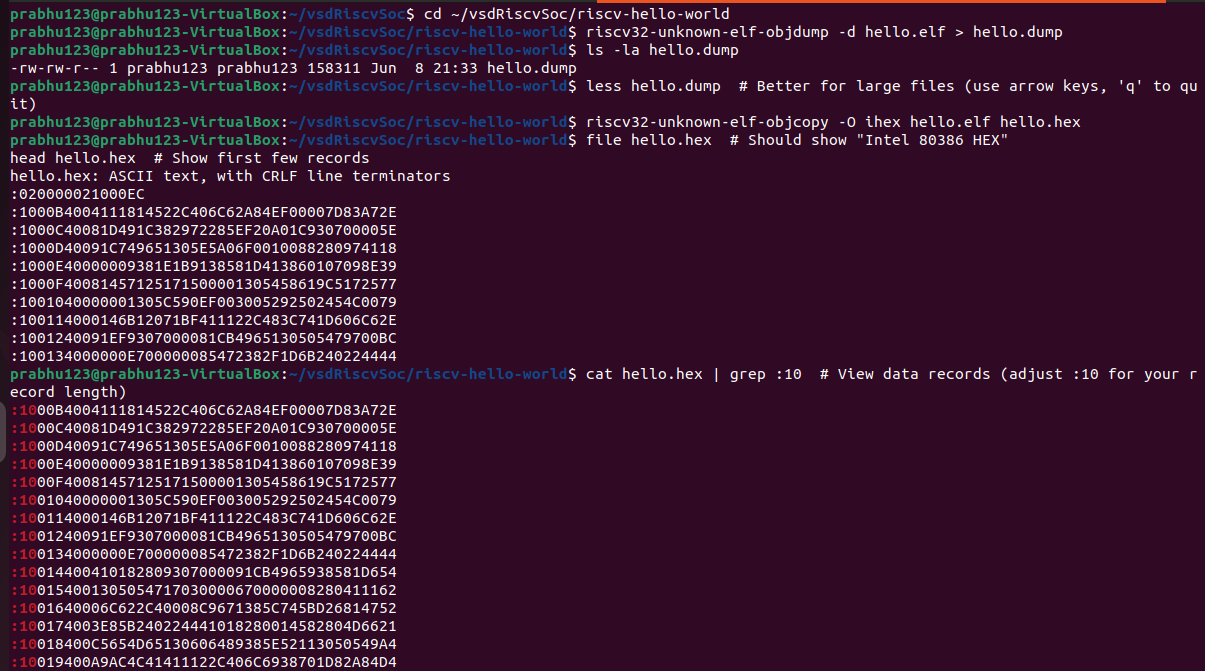 prabhu123@prabhu123-VirtualBox:~/vsdRiscvSoc$ cd ~/vsdRiscvSoc/riscv-hello-world
prabhu123@prabhu123-VirtualBox:~/vsdRiscvSoc/riscv-hello-world$ riscv32-unknown-elf-objdump -d hello.elf > hello.dump
prabhu123@prabhu123-VirtualBox:~/vsdRiscvSoc/riscv-hello-world$ ls -la hello.dump
-rw-rw-r-- 1 prabhu123 prabhu123 158311 Jun  8 21:33 hello.dump
prabhu123@prabhu123-VirtualBox:~/vsdRiscvSoc/riscv-hello-world$ less hello.dump  # Better for large files (use arrow keys, 'q' to qu
it)
prabhu123@prabhu123-VirtualBox:~/vsdRiscvSoc/riscv-hello-world$ riscv32-unknown-elf-objcopy -O ihex hello.elf hello.hex
prabhu123@prabhu123-VirtualBox:~/vsdRiscvSoc/riscv-hello-world$ file hello.hex  # Should show "Intel 80386 HEX"
head hello.hex  # Show first few records
hello.hex: ASCII text, with CRLF line terminators
:020000021000EC
:1000B4004111814522C406C62A84EF00007D83A72E
:1000C40081D491C382972285EF20A01C930700005E
:1000D40091C749651305E5A06F0010088280974118
:1000E40000009381E1B9138581D413860107098E39
:1000F4008145712517150000130545861 9C5172577
:1001040000001305C590EF003005292502454C0079
:100114000146B12071BF411122C483C741D606C62E
:1001240091EF9307000081CB4965130505479700BC
:100134000000E700000085472382F1D6B240224444
prabhu123@prabhu123-VirtualBox:~/vsdRiscvSoc/riscv-hello-world$ cat hello.hex | grep :10  # View data records (adjust :10 for your r
ecord length)
:1000B4004111814522C406C62A84EF00007D83A72E
:1000C40081D491C382972285EF20A01C930700005E
:1000D40091C749651305E5A06F0010088280974118
:1000E40000009381E1B9138581D413860107098E39
:1000F40081457125171500001305458619C5172577
:1001040000001305C590EF003005292502454C0079
:100114000146B12071BF411122C483C741D606C62E
:1001240091EF9307000081CB4965130505479700BC
:100134000000E700000085472382F1D6B240224444
:10014400410182809307000091CB4965938581D654
:100154001305054717030000670000008280411162
:1001640006C622C40008C9671385C745BD26814752
:100174003E85B2402244410182800014582804D6621
:10018400C5654D65130606489385E52113050549A4
:10019400A9AC4C41411122C406C6938701D82A84D4